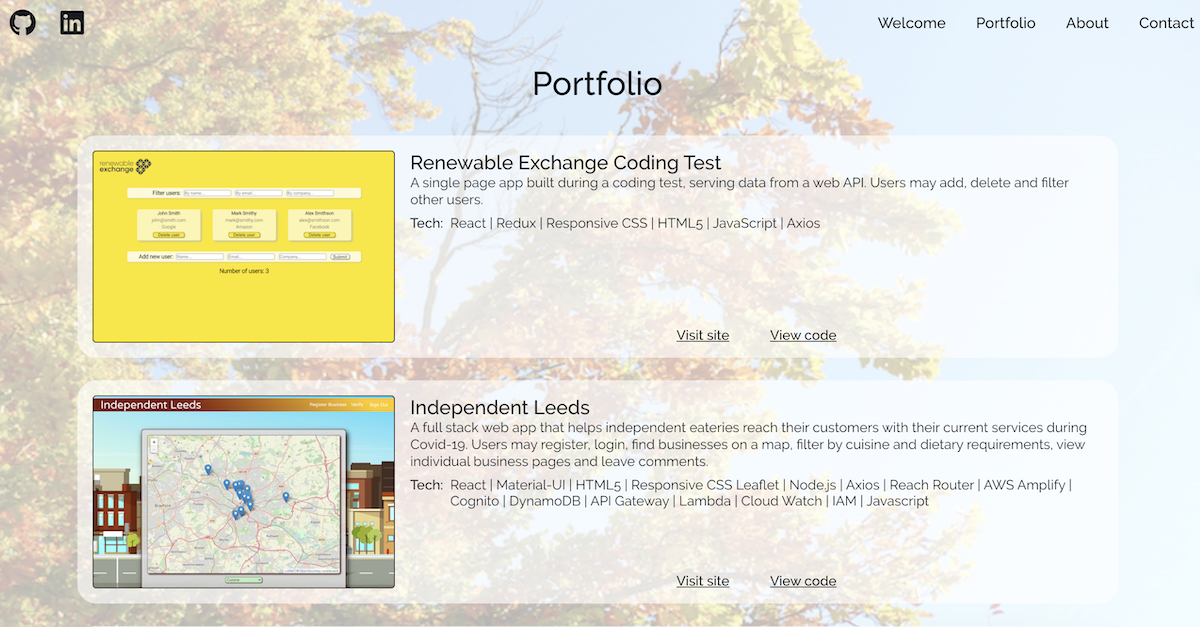 Welcome Portfolio About Contact
Portfolio
renewable
exchange
Filter users: By name... By email... By company...
John Smith Mark Smithy Alex Smithson
john@smith.com mark@smithy.com alex@smithson.com
Google Amazon Facebook
Delete user Delete user Delete user
Add new user: Name... Email... Company... Submit
Number of users: 3
Renewable Exchange Coding Test
A single page app built during a coding test, serving data from a web API. Users may add, delete and filter
other users.
Tech: React | Redux | Responsive CSS | HTML5 | JavaScript | Axios
Visit site View code
Independent Leeds Register Business Verify Sign Out
Cuisine
Independent Leeds
A full stack web app that helps independent eateries reach their customers with their current services during
Covid-19. Users may register, login, find businesses on a map, filter by cuisine and dietary requirements, view
individual business pages and leave comments.
Tech: React | Material-UI | HTML5 | Responsive CSS Leaflet | Node.js | Axios | Reach Router | AWS Amplify |
Cognito | DynamoDB | API Gateway | Lambda | Cloud Watch | IAM | Javascript
Visit site View code